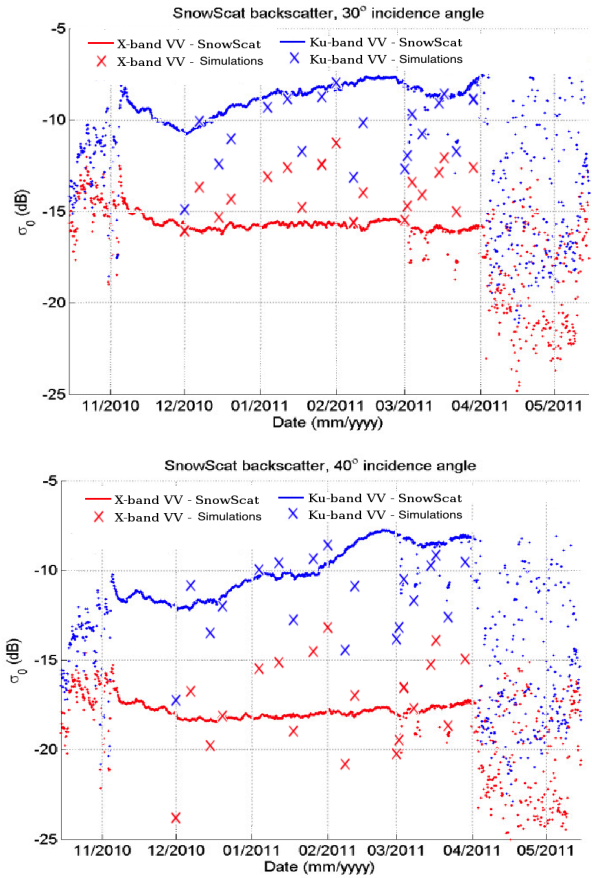 SnowScat backscatter, 30° incidence angle
-5
X-band VV - SnowScat
Ku-band VV - SnowScat
X-band VV - Simulations
Ku-band VV - Simulations
-10
σ0 (dB)
-15
-20
-25
11/2010 12/2010 01/2011 02/2011 03/2011 04/2011 05/2011
Date (mm/yyyy)
SnowScat backscatter, 40° incidence angle
-5
X-band VV - SnowScat
Ku-band VV - SnowScat
X-band VV - Simulations
Ku-band VV - Simulations
-10
σ0 (dB)
-15
-20
-25
11/2010 12/2010 01/2011 02/2011 03/2011 04/2011 05/2011
Date (mm/yyyy)